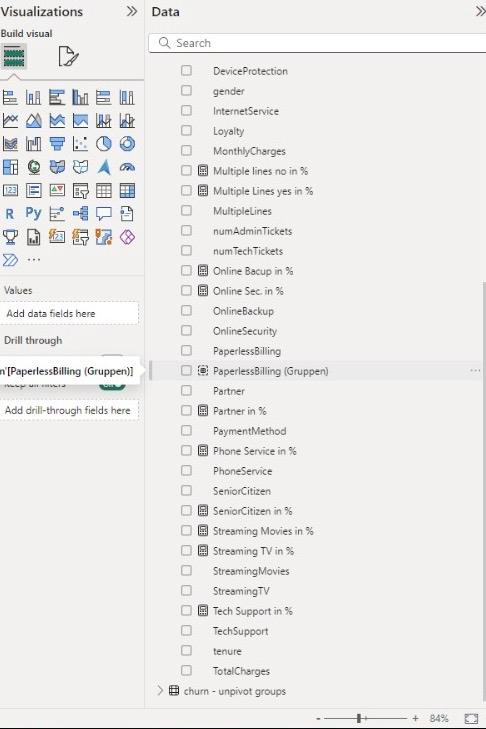 Visualizations
Data
Build visual
Search
DeviceProtection
gender
InternetService
Loyalty
MonthlyCharges
Multiple lines no in %
Multiple Lines yes in %
MultipleLines
numAdminTickets
numTechTickets
Online Bacup in %
Online Sec. in %
OnlineBackup
OnlineSecurity
PaperlessBilling
PaperlessBilling (Gruppen)
Partner
Partner in %
PaymentMethod
Phone Service in %
PhoneService
SeniorCitizen
SeniorCitizen in %
Streaming Movies in %
Streaming TV in %
StreamingMovies
StreamingTV
Tech Support in %
TechSupport
tenure
TotalCharges
churn - unpivot groups
123
R
Py
Values
Add data fields here
Drill through
n'[PaperlessBilling (Gruppen)]
Add drill-through fields here
- + 84%